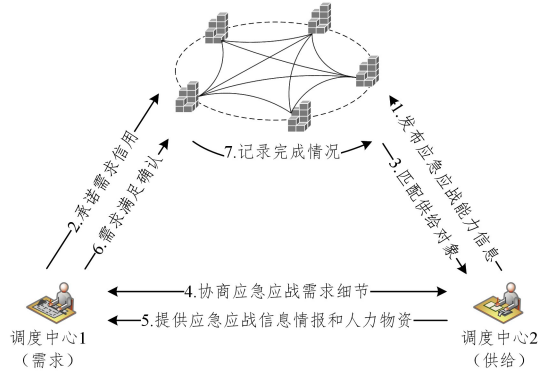 1.发布应急应战能力信息
3.匹配供给对象
2.承诺需求信用
6.需求满足确认
7.记录完成情况
4.协商应急应战需求细节
5.提供应急应战信息情报和人力物资
调度中心1
（需求）
调度中心2
（供给）